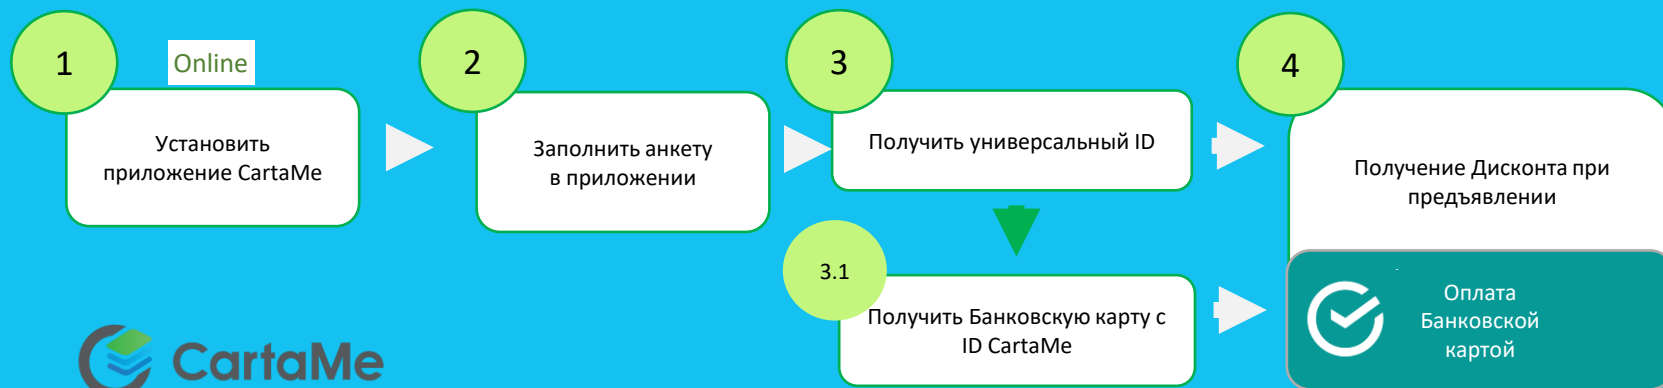 1
Online
Установить
приложение CartaMe
2
Заполнить анкету
в приложении
3
Получить универсальный ID
3.1
Получить Банковскую карту с
ID CartaMe
4
Получение Дисконта при
предъявлении
Оплата
Банковской
картой
CartaMe